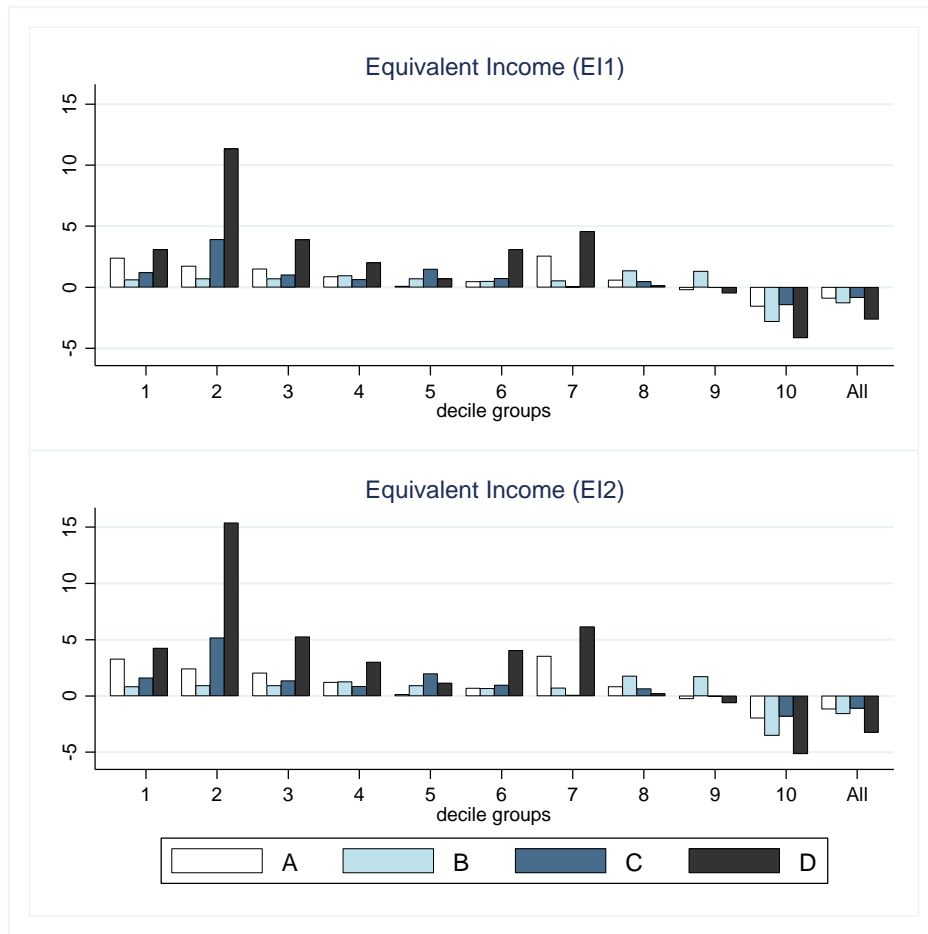 Equivalent Income (EI1)
15
10
5
0
-5
1 2 3 4 5 6 7 8 9 10 All
decile groups
Equivalent Income (EI2)
15
10
5
0
-5
1 2 3 4 5 6 7 8 9 10 All
decile groups
A B C D